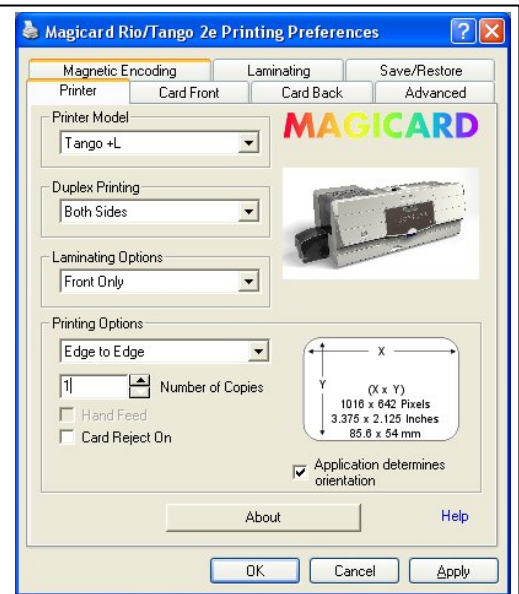 Magicard Rio/Tango 2e Printing Preferences
Magnetic Encoding Laminating Save/Restore
Printer Card Front Card Back Advanced
Printer Model
Tango +L
MAGICARD
Duplex Printing
Both Sides
Laminating Options
Front Only
Printing Options
Edge to Edge
1 Number of Copies
Hand Feed
Card Reject On
X
Y
(X x Y)
1016 x 642 Pixels
3.375 x 2.125 Inches
85.6 x 54 mm
Application determines
orientation
About Help
OK Cancel Apply